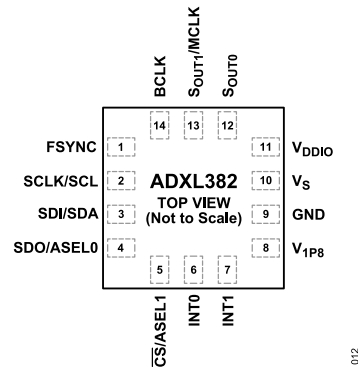 BCLK
SOUT1/MCLK
SOUT0
14
13
12
FSYNC
1
11
VDDIO
SCLK/SCL
2
10
VS
SDI/SDA
3
9
GND
SDO/ASEL0
4
8
V1P8
ADXL382
TOP VIEW
(Not to Scale)
5
6
7
CS/ASEL1
INT0
INT1
012